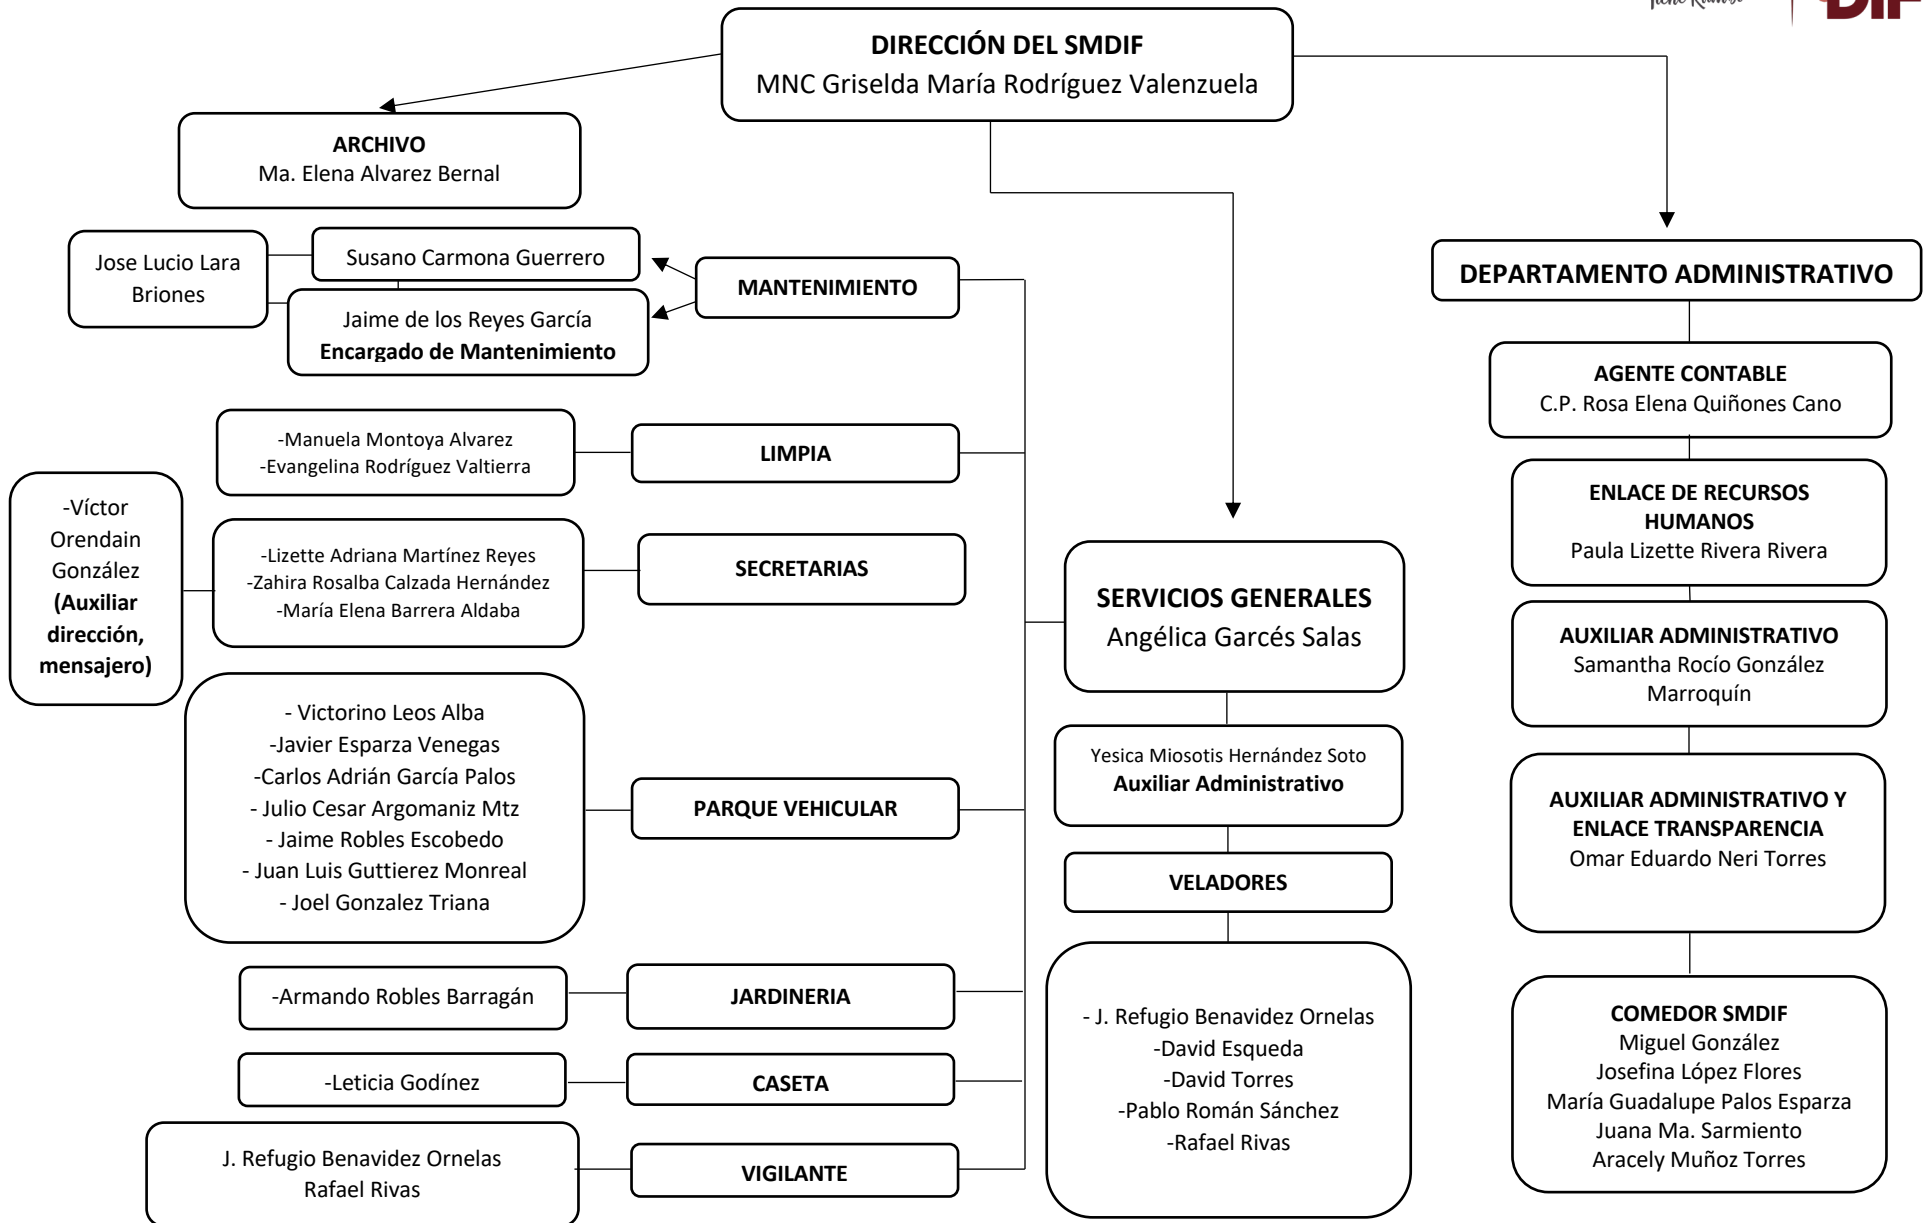 DIF
DIRECCIÓN DEL SMDIF
MNC Griselda María Rodríguez Valenzuela
ARCHIVO
Ma. Elena Alvarez Bernal
Jose Lucio Lara
Briones
Susano Carmona Guerrero
Jaime de los Reyes García
Encargado de Mantenimiento
MANTENIMIENTO
-Manuela Montoya Alvarez
-Evangelina Rodríguez Valtierra
LIMPIA
-Víctor
Orendain
González
(Auxiliar
dirección,
mensajero)
-Lizette Adriana Martínez Reyes
-Zahira Rosalba Calzada Hernández
-María Elena Barrera Aldaba
SECRETARIAS
- Victorino Leos Alba
-Javier Esparza Venegas
-Carlos Adrián García Palos
- Julio Cesar Argomaniz Mtz
- Jaime Robles Escobedo
- Juan Luis Guttierez Monreal
- Joel Gonzalez Triana
PARQUE VEHICULAR
-Armando Robles Barragán
JARDINERIA
-Leticia Godínez
CASETA
J. Refugio Benavidez Ornelas
Rafael Rivas
VIGILANTE
SERVICIOS GENERALES
Angélica Garcés Salas
Yesica Miosotis Hernández Soto
Auxiliar Administrativo
VELADORES
- J. Refugio Benavidez Ornelas
-David Esqueda
-David Torres
-Pablo Román Sánchez
-Rafael Rivas
DEPARTAMENTO ADMINISTRATIVO
AGENTE CONTABLE
C.P. Rosa Elena Quiñones Cano
ENLACE DE RECURSOS
HUMANOS
Paula Lizette Rivera Rivera
AUXILIAR ADMINISTRATIVO
Samantha Rocío González
Marroquín
AUXILIAR ADMINISTRATIVO Y
ENLACE TRANSPARENCIA
Omar Eduardo Neri Torres
COMEDOR SMDIF
Miguel González
Josefina López Flores
María Guadalupe Palos Esparza
Juana Ma. Sarmiento
Aracely Muñoz Torres